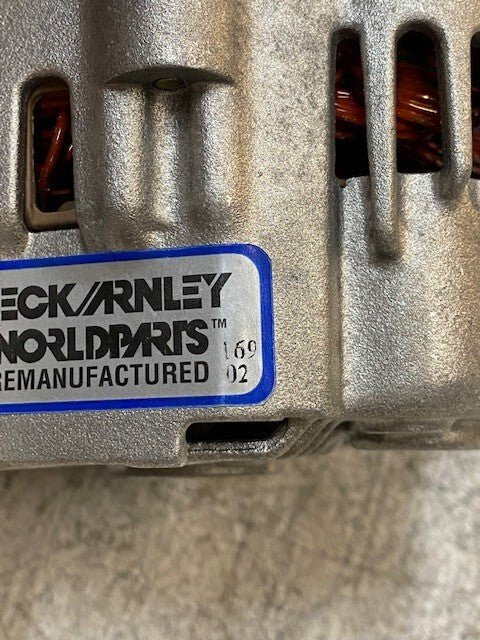 ECK/ARNLEY
WORLDPARTS™
REMANUFACTURED
169
02